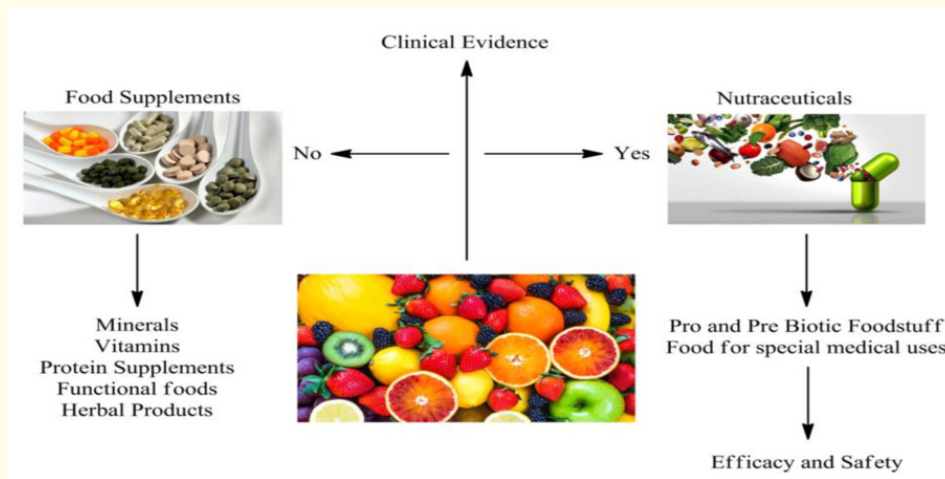 Clinical Evidence
Food Supplements
Nutraceuticals
No
Yes
Minerals
Vitamins
Protein Supplements
Functional foods
Herbal Products
Pro and Pre Biotic Foodstuff
Food for special medical uses
Efficacy and Safety